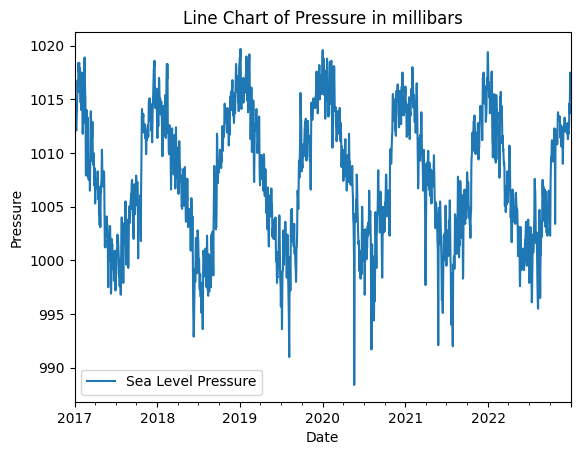 Line Chart of Pressure in millibars
1020
1015
1010
1005
1000
995
990
Pressure
Sea Level Pressure
2017 2018 2019 2020 2021 2022
Date